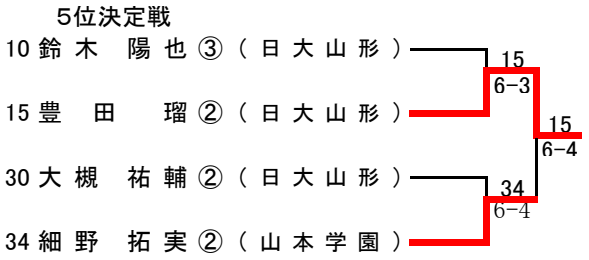 5位決定戦
10 鈴木 陽也 ③ (日大山形)
15
6-3
15 豊田 瑠 ② (日大山形)
15
6-4
30 大槻 祐輔 ② (日大山形)
34
6-4
34 細野 拓実 ② (山本学園)